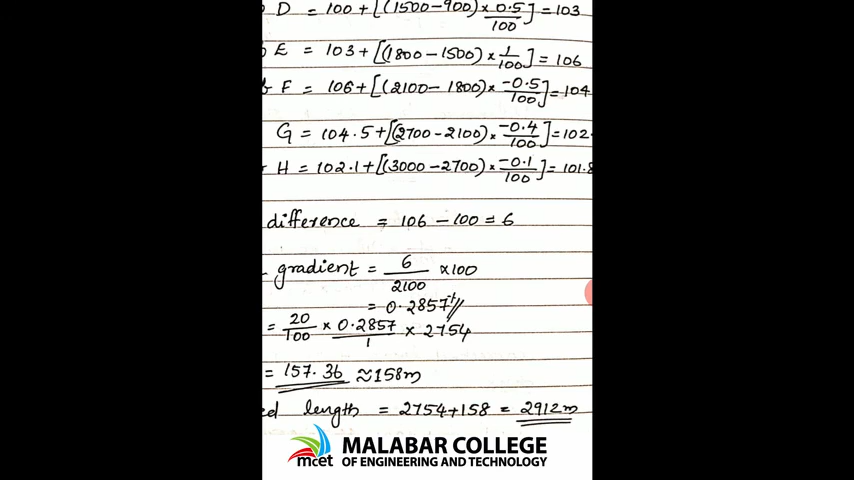 D = 100 + [(1500-900) × 0.5/100] = 103
E = 103 + [(1800-1500) × 1/100] = 106
F = 106 + [(2100-1800) × -0.5/100] = 104
G = 104.5 + [(2700-2100) × -0.4/100] = 102.
H = 102.1 + [(3000-2700) × -0.1/100] = 101.8
difference = 106 - 100 = 6
gradient = 6/2100 × 100
= 0.2857%
= 20/100 × 0.2857/1 × 2754
= 157.36 ≈ 158m
ed length = 2754 + 158 = 2912m
mcet MALABAR COLLEGE
OF ENGINEERING AND TECHNOLOGY